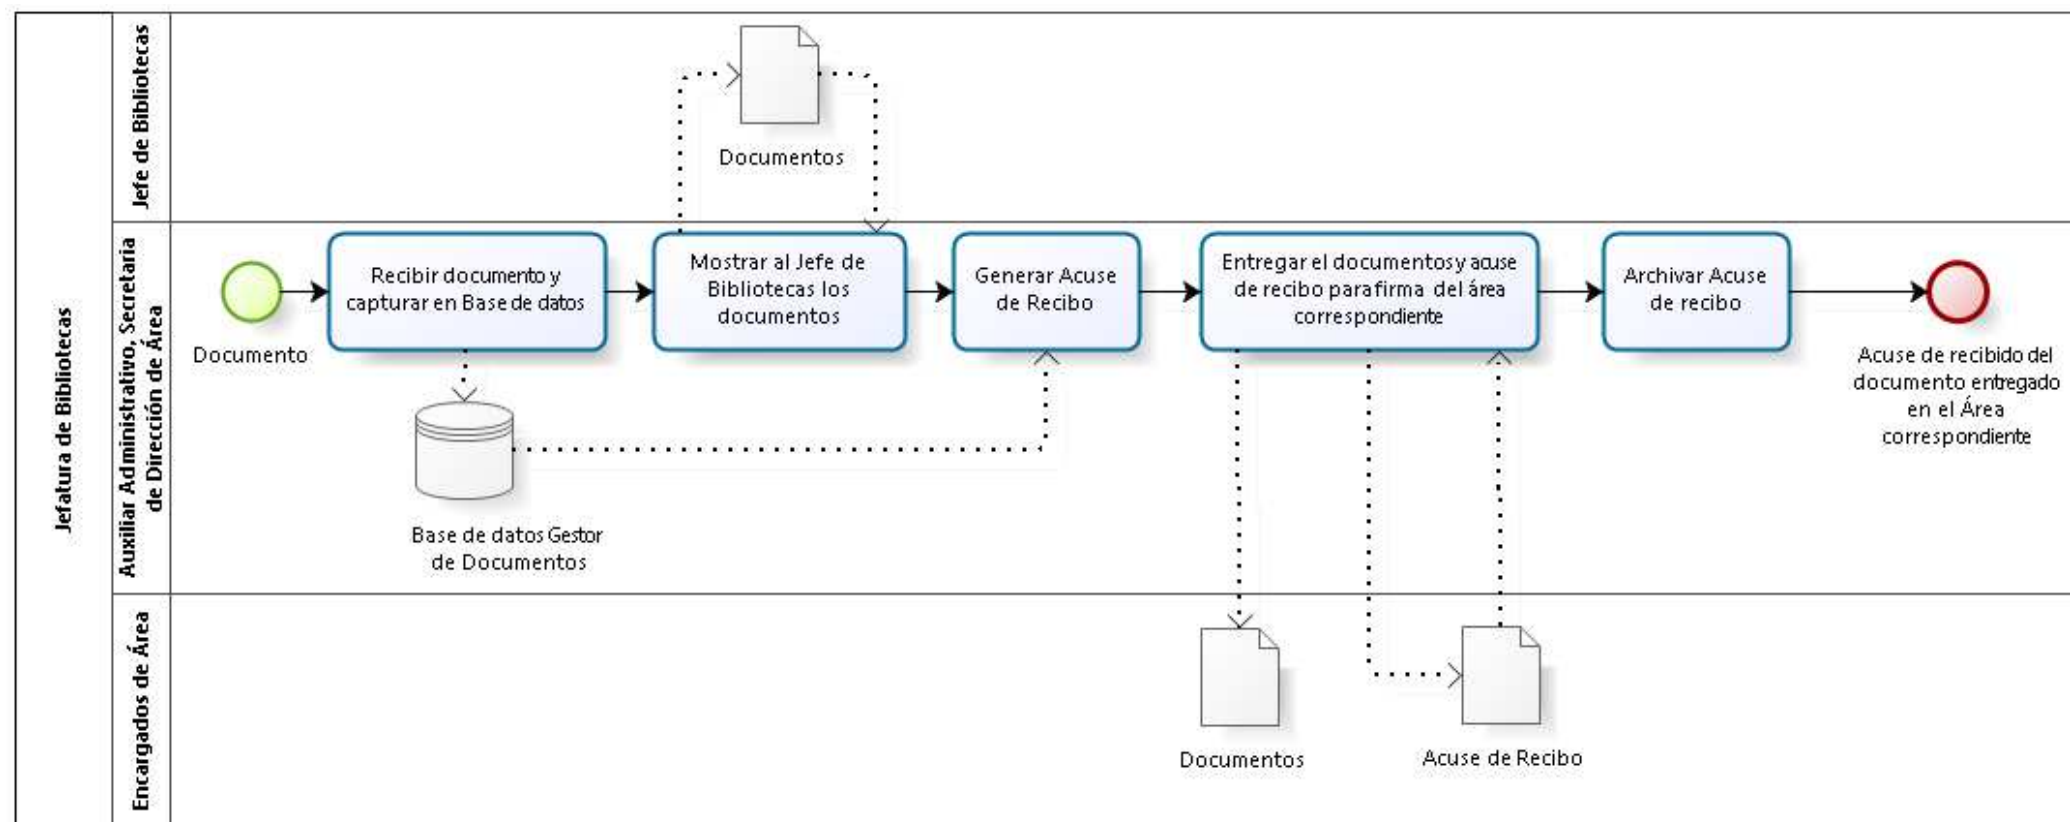 Jefatura de Bibliotecas
Jefe de Bibliotecas
Documentos
Auxiliar Administrativo, Secretaria
de Dirección de Área
Documento
Recibir documento y
capturar en Base de datos
Mostrar al Jefe de
Bibliotecas los
documentos
Generar Acuse
de Recibo
Entregar el documentos y acuse
de recibo para firma del área
correspondiente
Archivar Acuse
de recibo
Acuse de recibido del
documento entregado
en el Área
correspondiente
Base de datos Gestor
de Documentos
Encargados de Área
Documentos
Acuse de Recibo